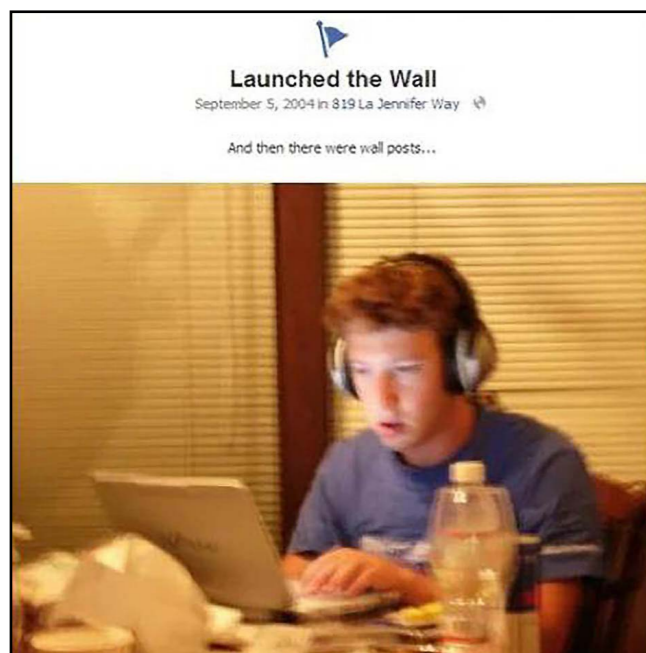 Launched the Wall
September 5, 2004 in 819 La Jennifer Way
And then there were wall posts...